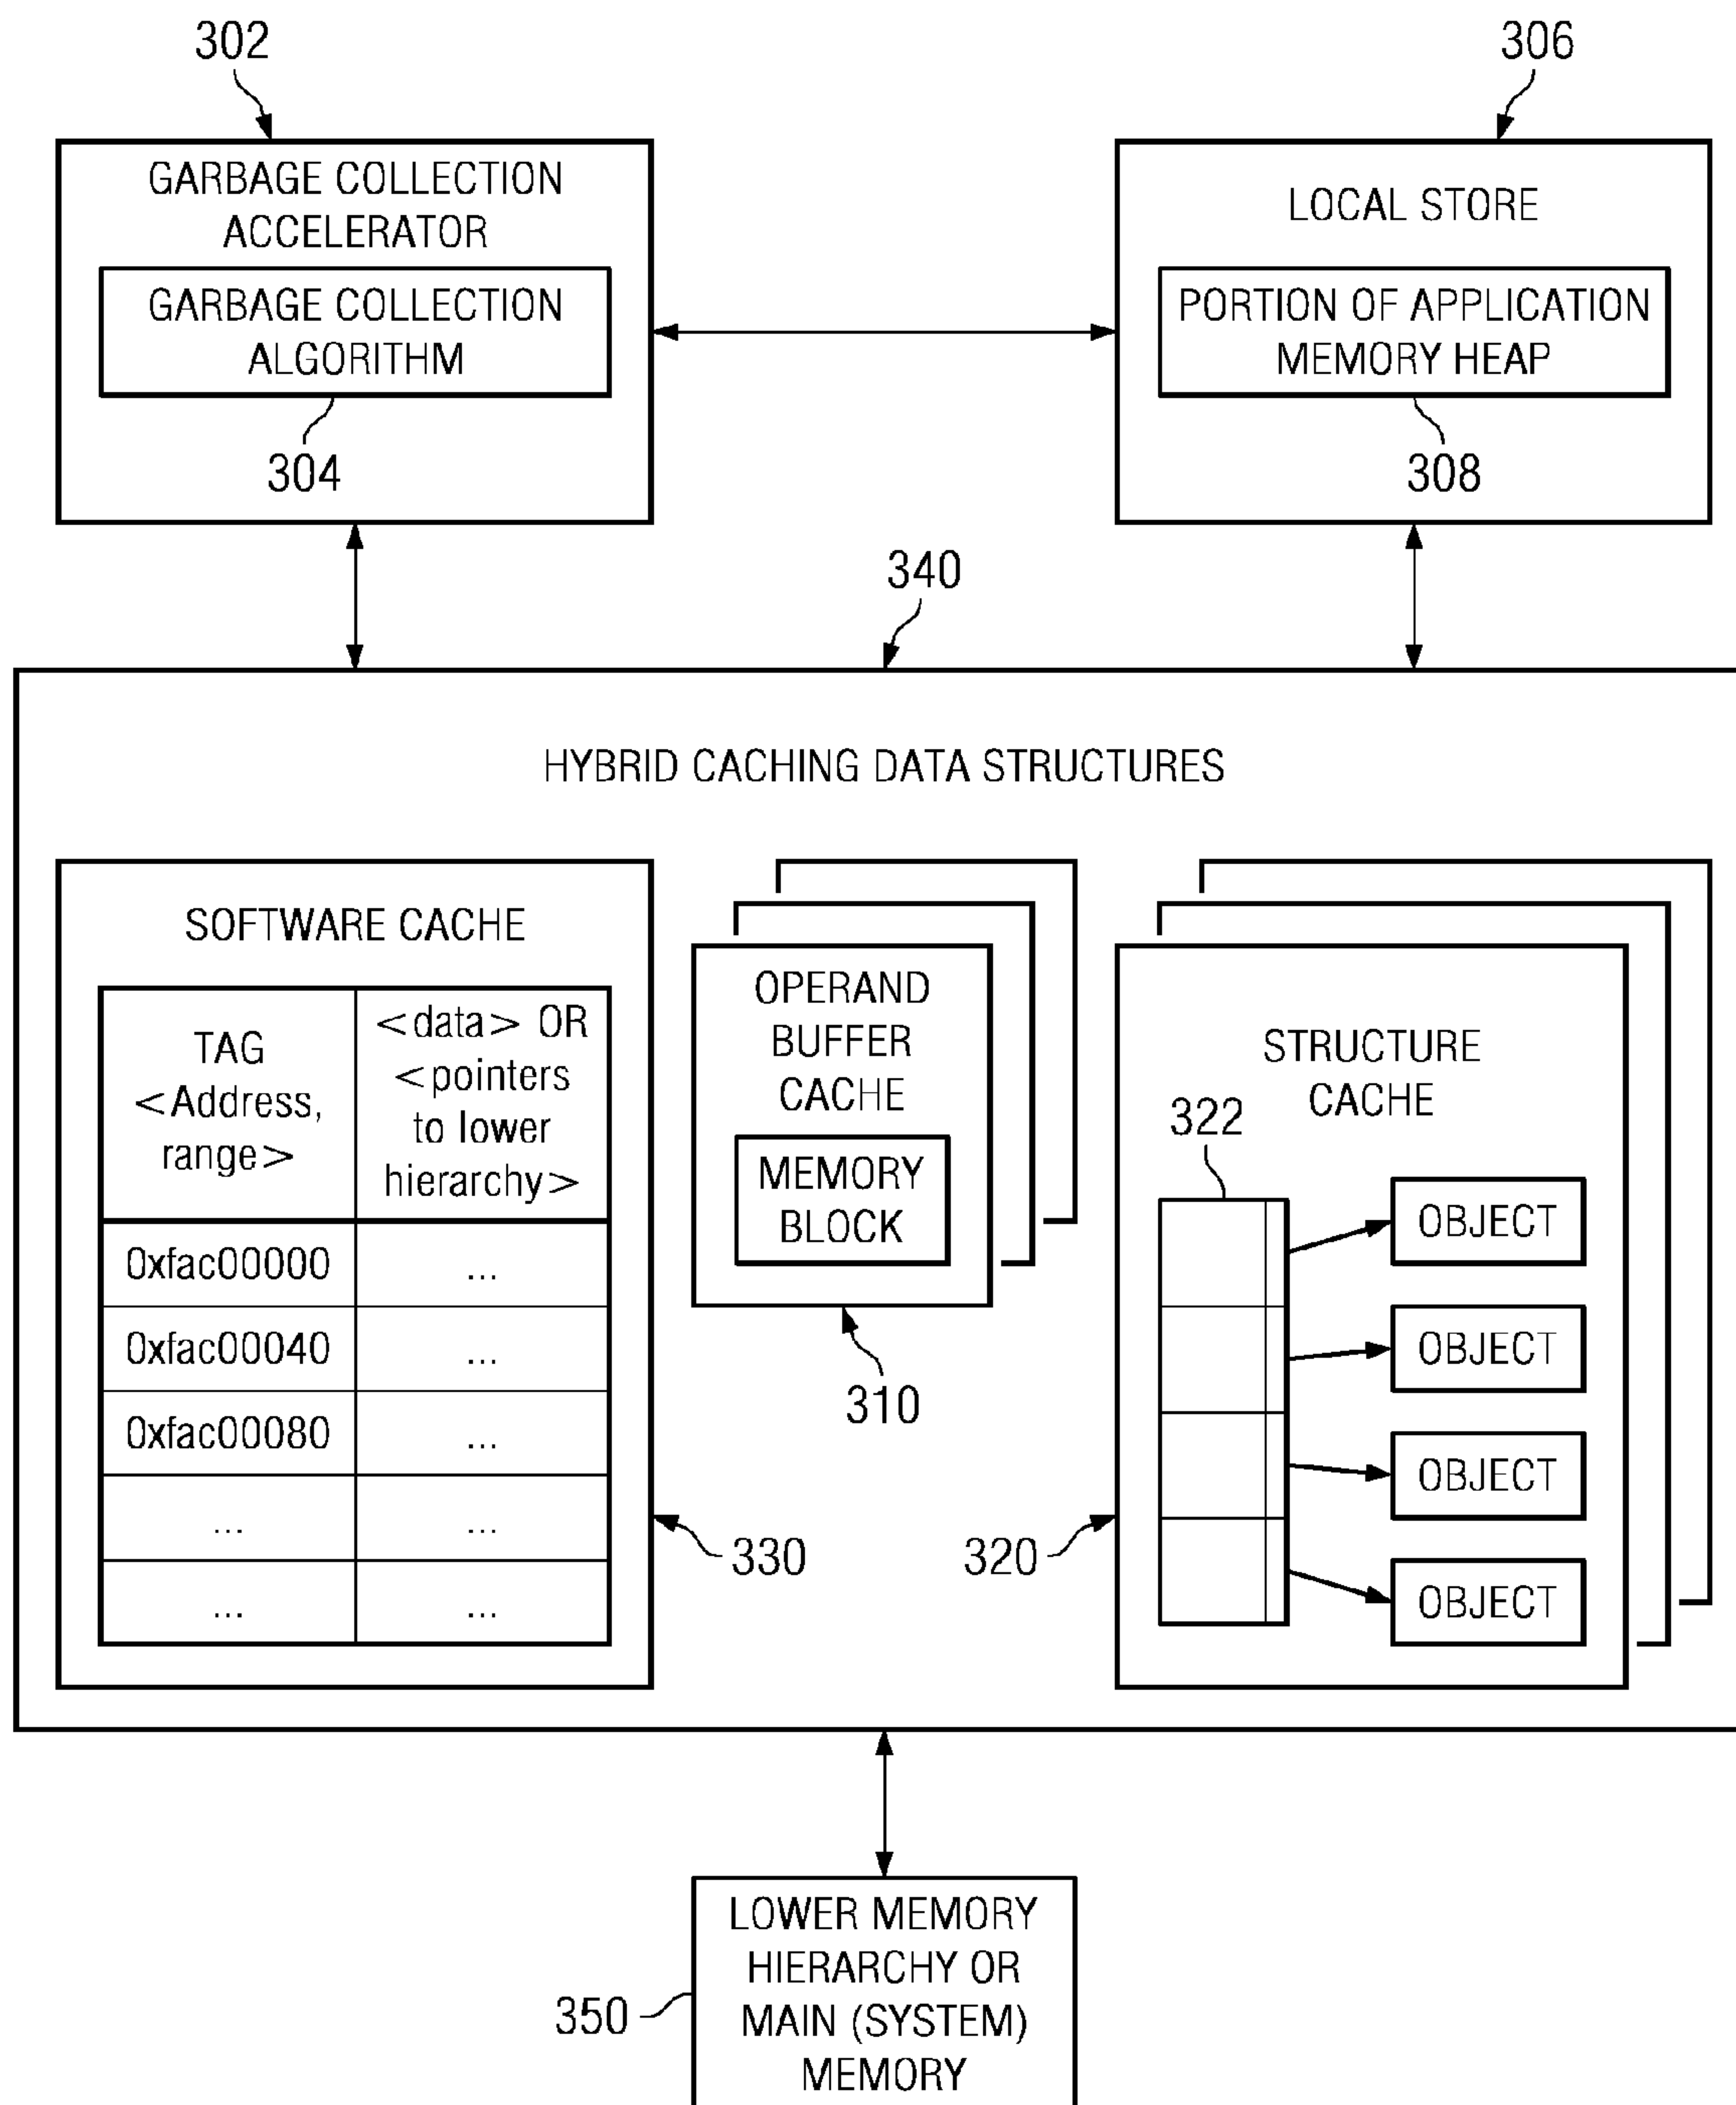 302
306
GARBAGE COLLECTION
ACCELERATOR
GARBAGE COLLECTION
ALGORITHM
304
LOCAL STORE
PORTION OF APPLICATION
MEMORY HEAP
308
340
HYBRID CACHING DATA STRUCTURES
SOFTWARE CACHE
TAG
<Address,
range>
<data> OR
<pointers
to lower
hierarchy>
0xfac00000
...
0xfac00040
...
0xfac00080
...
...
...
...
...
330
OPERAND
BUFFER
CACHE
MEMORY
BLOCK
310
STRUCTURE
CACHE
322
OBJECT
OBJECT
OBJECT
OBJECT
320
LOWER MEMORY
HIERARCHY OR
MAIN (SYSTEM)
MEMORY
350